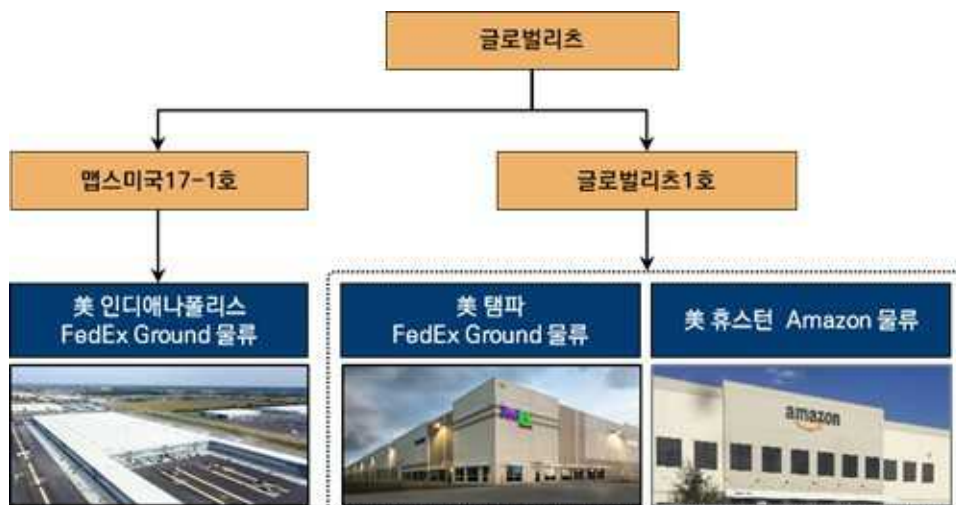 글로벌리츠
맵스미국17-1호
글로벌리츠1호
美 인디애나폴리스
FedEx Ground 물류
美 탬파
FedEx Ground 물류
美 휴스턴 Amazon 물류
amazon